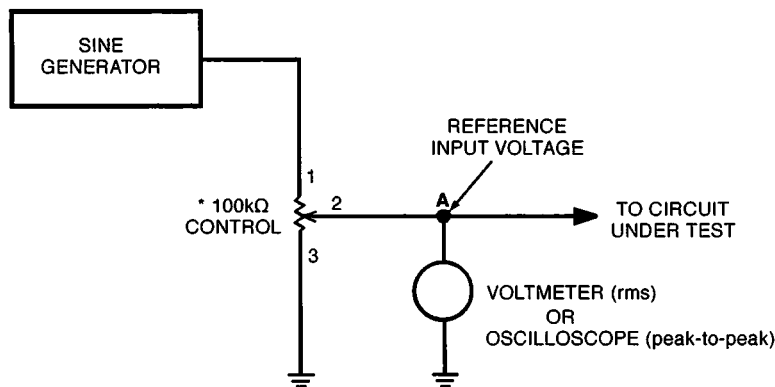 SINE
GENERATOR
REFERENCE
INPUT VOLTAGE
1
* 100kΩ
CONTROL
2
A
3
TO CIRCUIT
UNDER TEST
VOLTMETER (rms)
OR
OSCILLOSCOPE (peak-to-peak)